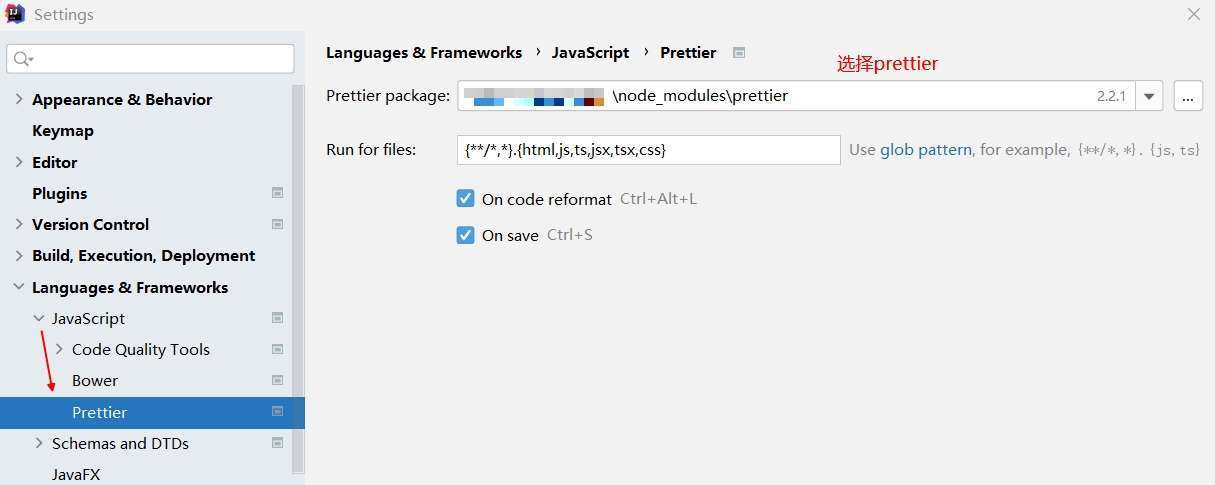 Settings
Appearance & Behavior
Keymap
Editor
Plugins
Version Control
Build, Execution, Deployment
Languages & Frameworks
JavaScript
Code Quality Tools
Bower
Prettier
Schemas and DTDs
JavaFX
Languages & Frameworks › JavaScript › Prettier
选择prettier
Prettier package: \node_modules\prettier 2.2.1 ...
Run for files: {**/*,*}.{html,js,ts,jsx,tsx,css} Use glob pattern, for example, {**/*,*}.{js,ts}
On code reformat Ctrl+Alt+L
On save Ctrl+S